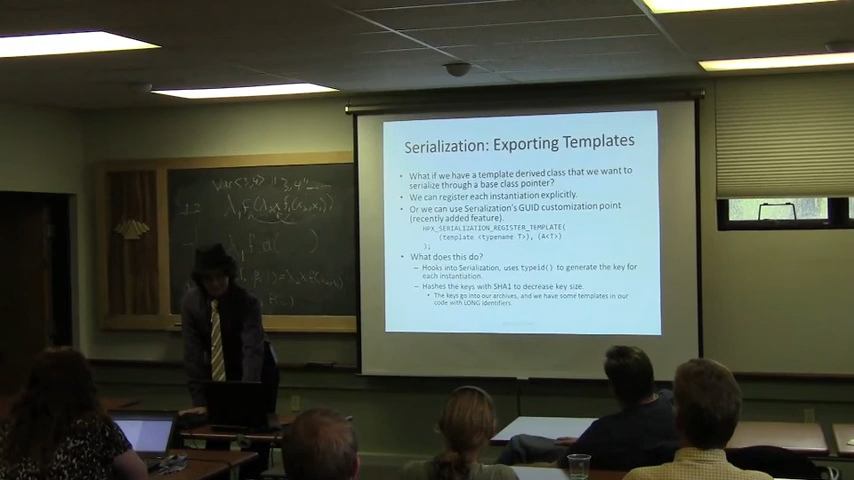 Serialization: Exporting Templates
• What if we have a template derived class that we want to
serialize through a base class pointer?
• We can register each instantiation explicitly.
• Or we can use Serialization's GUID customization point
(recently added feature).
HPX_SERIALIZATION_REGISTER_TEMPLATE(
(template <typename T>), (A<T>)
);
• What does this do?
– Hooks into Serialization, uses typeid() to generate the key for
each instantiation.
– Hashes the keys with SHA1 to decrease key size.
• The keys go into our archives, and we have some templates in our
code with LONG identifiers.